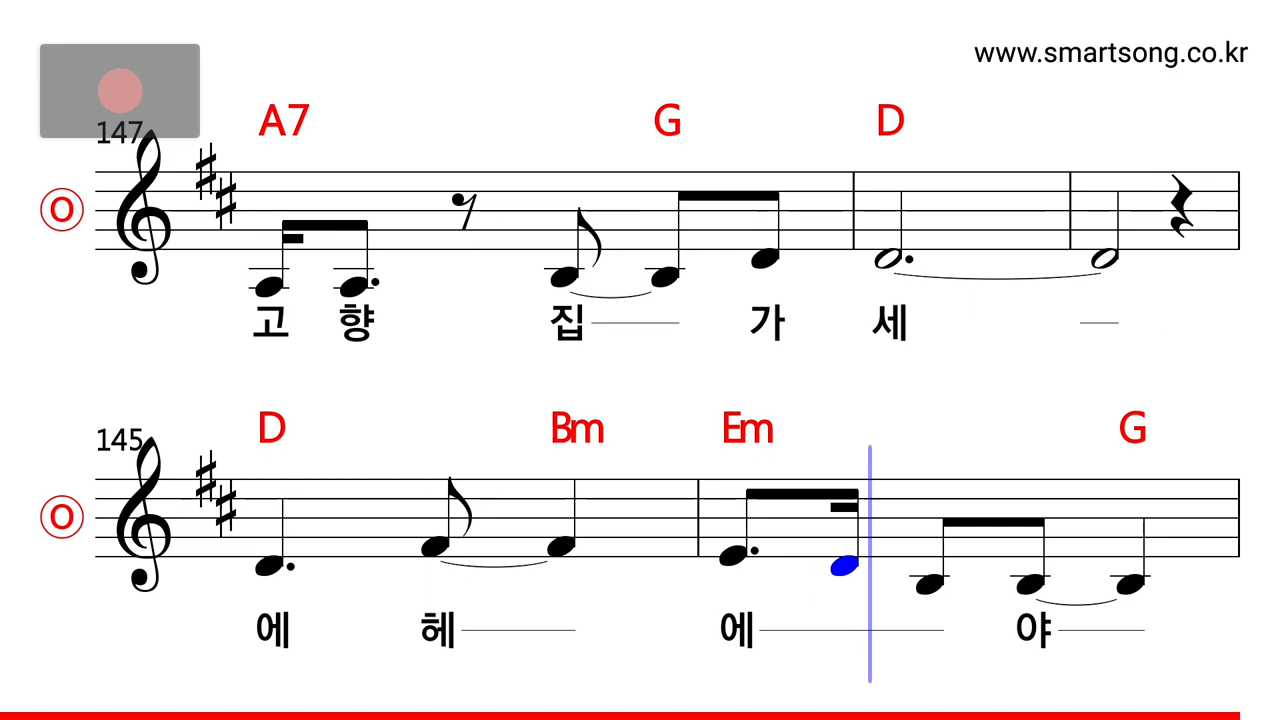 www.smartsong.co.kr
147
A7 G D
O
고 향 집 가 세
145
D Bm Em G
O
에 헤 에 야